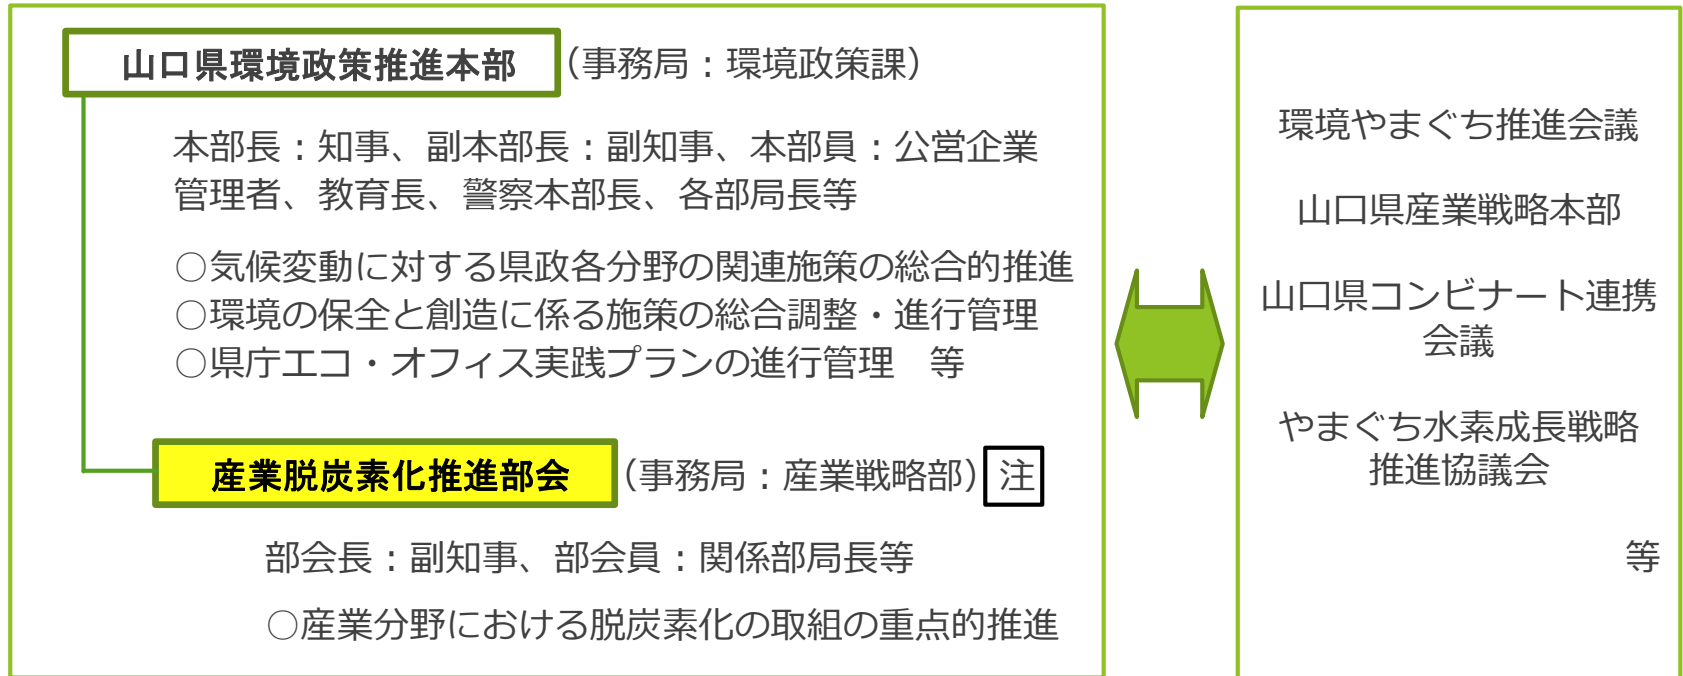 山口県環境政策推進本部（事務局：環境政策課）
本部長：知事、副本部長：副知事、本部員：公営企業
管理者、教育長、警察本部長、各部局長等
○気候変動に対する県政各分野の関連施策の総合的推進
○環境の保全と創造に係る施策の総合調整・進行管理
○県庁エコ・オフィス実践プランの進行管理　等
産業脱炭素化推進部会（事務局：産業戦略部）注
部会長：副知事、部会員：関係部局長等
○産業分野における脱炭素化の取組の重点的推進
環境やまぐち推進会議
山口県産業戦略本部
山口県コンビナート連携
会議
やまぐち水素成長戦略
推進協議会
等